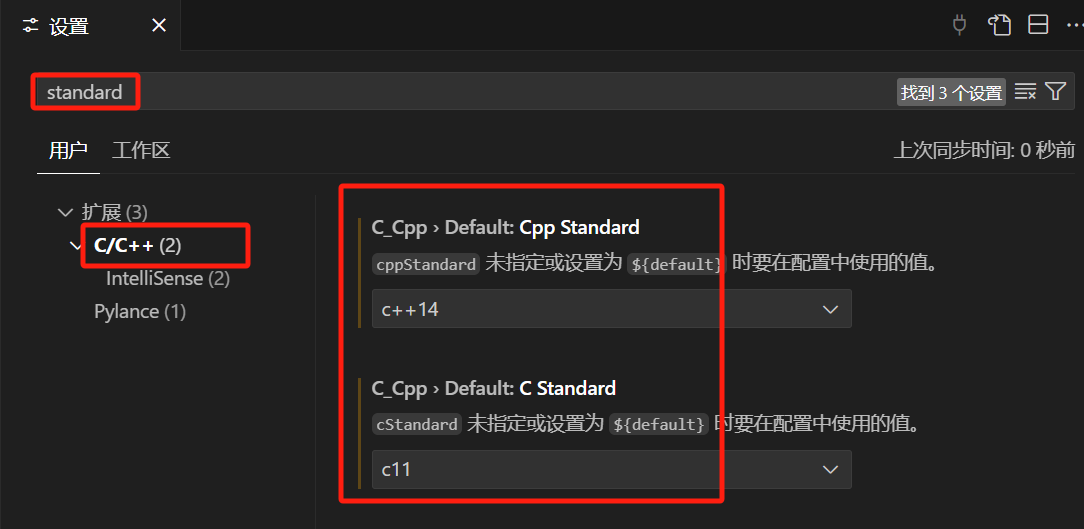 设置
standard
找到 3 个设置
用户 工作区
上次同步时间: 0 秒前
扩展 (3)
C/C++ (2)
IntelliSense (2)
Pylance (1)
C_Cpp › Default: Cpp Standard
cppStandard 未指定或设置为 ${default} 时要在配置中使用的值。
c++14
C_Cpp › Default: C Standard
cStandard 未指定或设置为 ${default} 时要在配置中使用的值。
c11